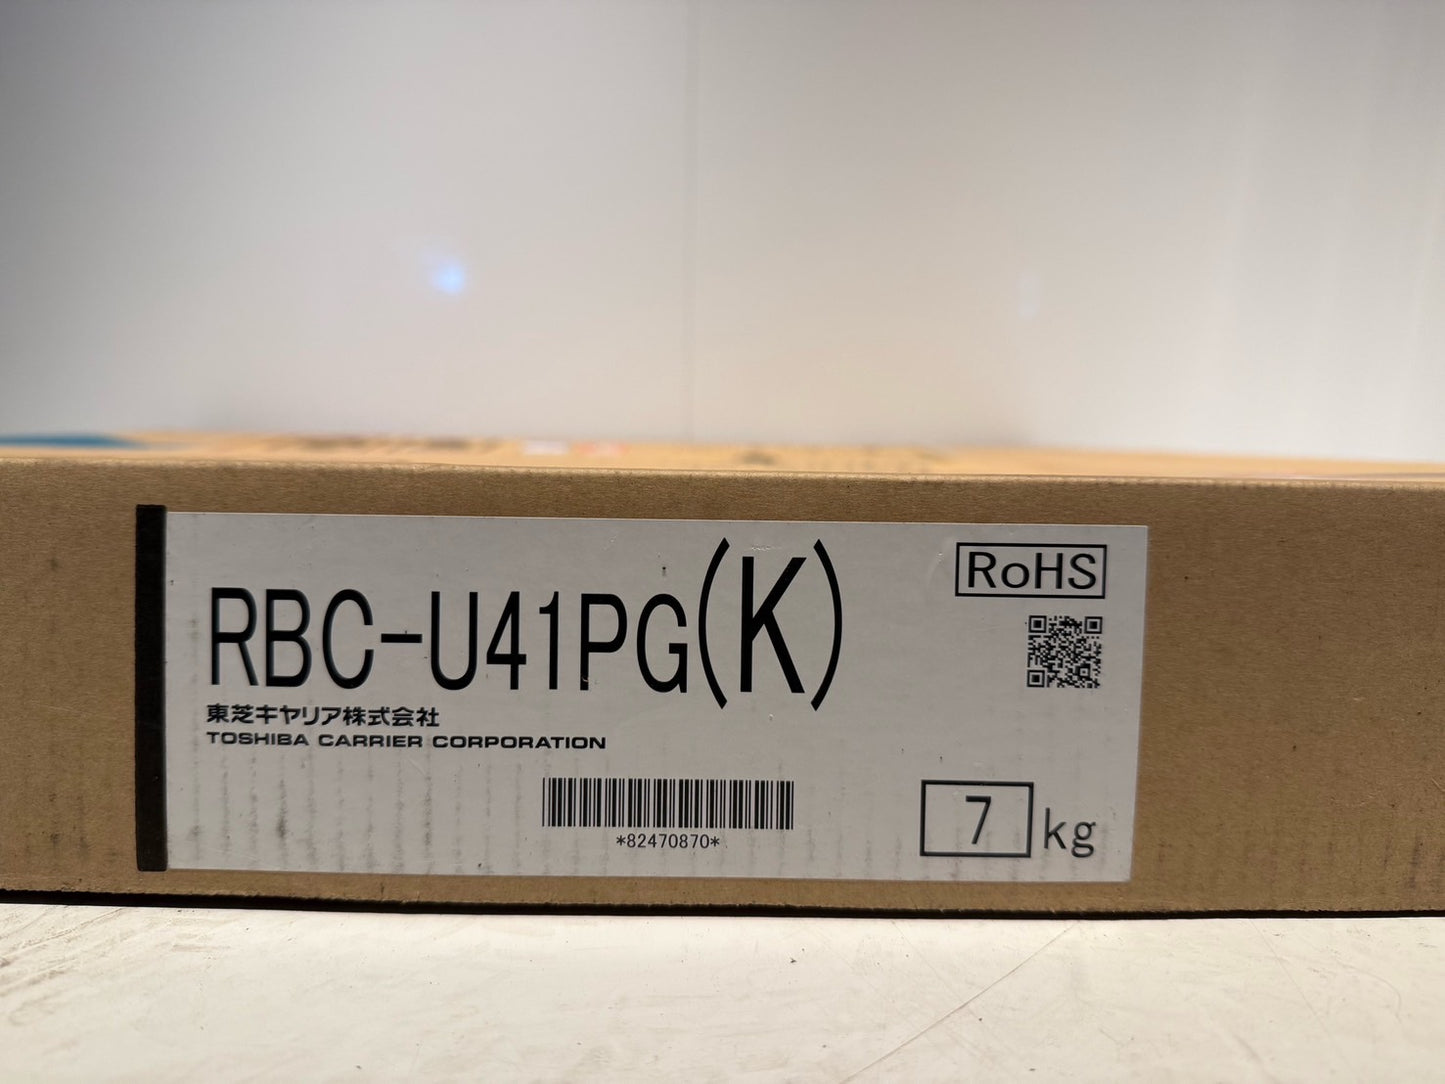 RBC-U41PG(K)
RoHS
東芝キヤリア株式会社
TOSHIBA CARRIER CORPORATION
*82470870*
7 kg